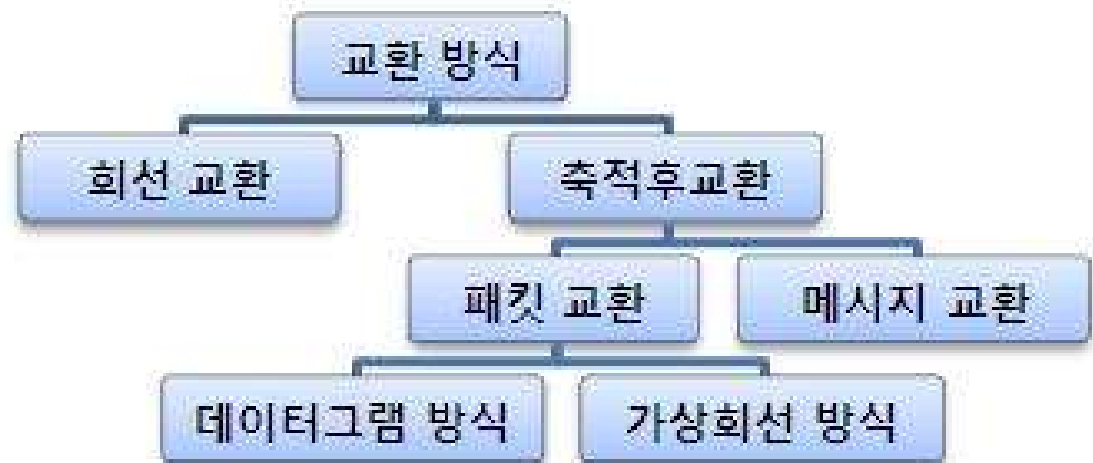 교환 방식
회선 교환
축적후교환
패킷 교환
메시지 교환
데이터그램 방식
가상회선 방식